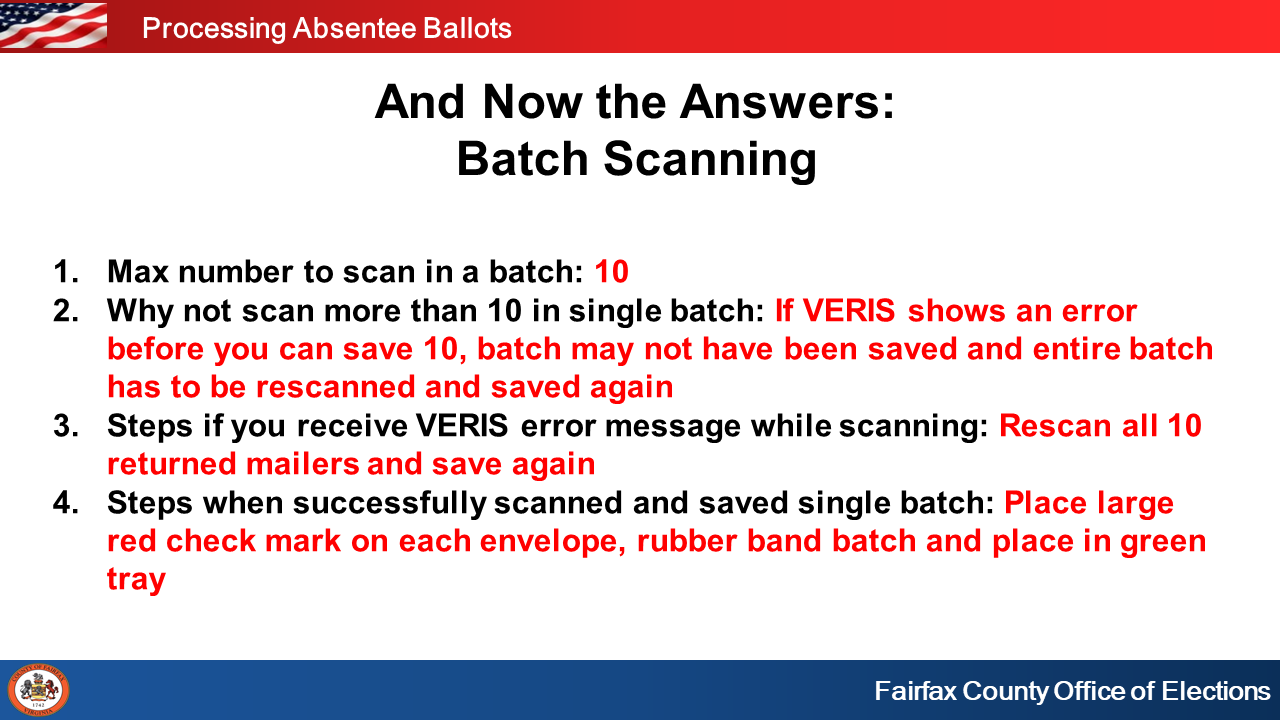 Processing Absentee Ballots
And Now the Answers:
Batch Scanning
1. Max number to scan in a batch: 10
2. Why not scan more than 10 in single batch: If VERIS shows an error
before you can save 10, batch may not have been saved and entire batch
has to be rescanned and saved again
3. Steps if you receive VERIS error message while scanning: Rescan all 10
returned mailers and save again
4. Steps when successfully scanned and saved single batch: Place large
red check mark on each envelope, rubber band batch and place in green
tray
COUNTY OF FAIRFAX
1742
VIRGINIA
Fairfax County Office of Elections